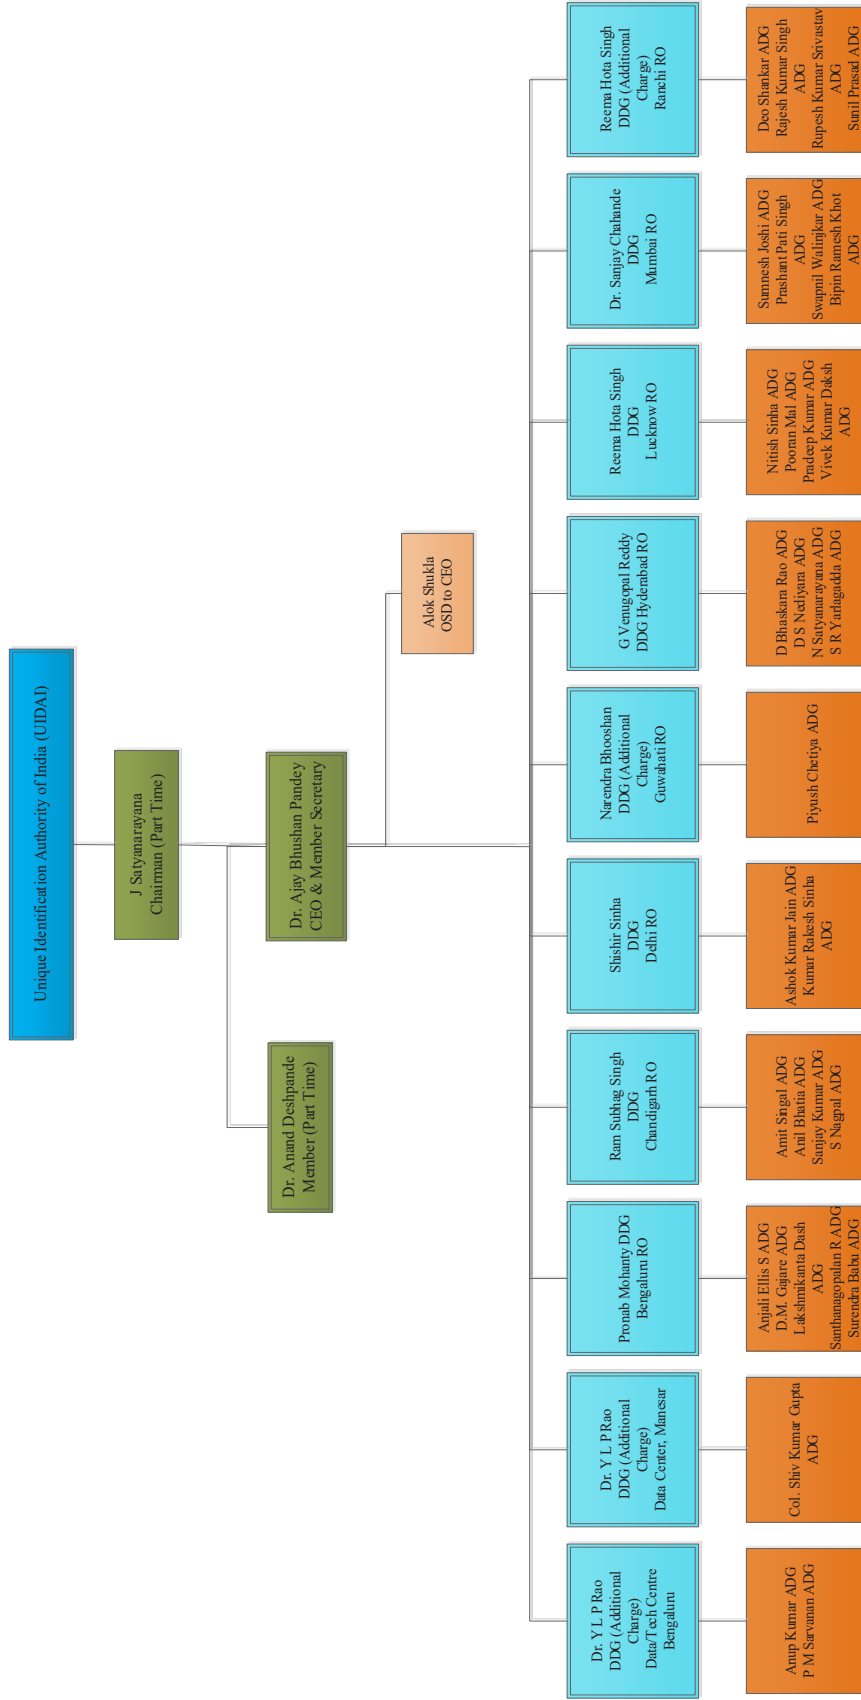 Unique Identification Authority of India (UIDAI)
J Satyanarayana
Chairman (Part Time)
Dr. Anand Deshpande
Member (Part Time)
Dr. Ajay Bhushan Pandey
CEO & Member Secretary
Alok Shukla
OSD to CEO
Dr. Y L P Rao
DDG (Additional
Charge)
Data/Tech Centre
Bengaluru
Dr. Y L P Rao
DDG (Additional
Charge)
Data Center, Manesar
Pronab Mohanty DDG
Bengaluru RO
Ram Subhag Singh
DDG
Chandigarh RO
Shishir Sinha
DDG
Delhi RO
Narendra Bhooshan
DDG (Additional
Charge)
Guwahati RO
G Venugopal Reddy
DDG Hyderabad RO
Reema Hota Singh
DDG
Lucknow RO
Dr. Sanjay Chahande
DDG
Mumbai RO
Reema Hota Singh
DDG (Additional
Charge)
Ranchi RO
Anup Kumar ADG
P M Sarvanan ADG
Col. Shiv Kumar Gupta
ADG
Anjali Ellis S ADG
D.M. Gajare ADG
Lakshmikanta Dash
ADG
Santhanagopalan R ADG
Surendra Babu ADG
Amit Singal ADG
Anil Bhatia ADG
Sanjay Kumar ADG
S Nagpal ADG
Ashok Kumar Jain ADG
Kumar Rakesh Sinha
ADG
Piyush Chetiya ADG
D Bhaskara Rao ADG
D S Nediyara ADG
N Satyanarayana ADG
S R Yarlagadda ADG
Nitish Sinha ADG
Pooran Mal ADG
Pradeep Kumar ADG
Vivek Kumar Daksh
ADG
Sumnesh Joshi ADG
Prashant Pati Singh
ADG
Swapnil Walinjkar ADG
Bipin Ramesh Khot
ADG
Deo Shankar ADG
Rajesh Kumar Singh
ADG
Rupesh Kumar Srivastav
ADG
Sunil Prasad ADG